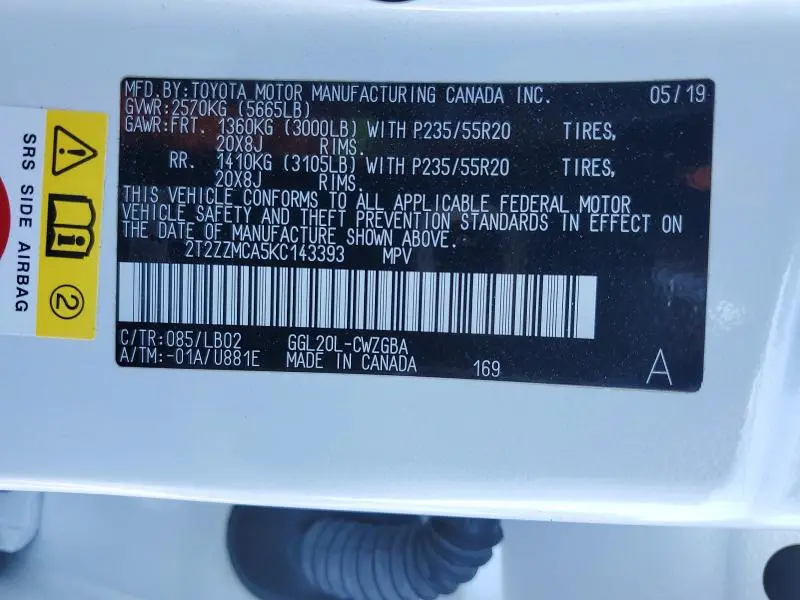 MFD.BY:TOYOTA MOTOR MANUFACTURING CANADA INC. 05/19
GVWR:2570KG (5665LB)
GAWR:FRT. 1360KG (3000LB) WITH P235/55R20 TIRES,
20X8J RIMS.
RR. 1410KG (3105LB) WITH P235/55R20 TIRES,
20X8J RIMS.
THIS VEHICLE CONFORMS TO ALL APPLICABLE FEDERAL MOTOR
VEHICLE SAFETY AND THEFT PREVENTION STANDARDS IN EFFECT ON
THE DATE OF MANUFACTURE SHOWN ABOVE.
2T2ZZMCA5KC143393 MPV
C/TR:085/LB02 GGL20L-CWZGBA
A/TM:-01A/U881E MADE IN CANADA 169 A
SRS SIDE AIRBAG
2